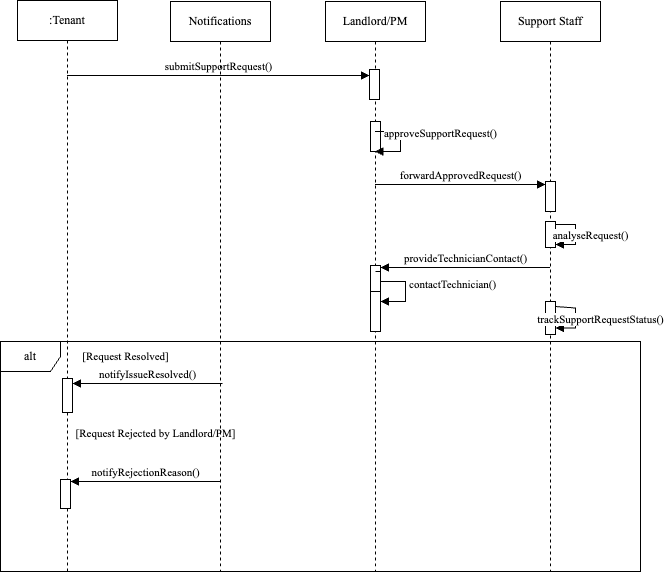 :Tenant
Notifications
Landlord/PM
Support Staff
submitSupportRequest()
approveSupportRequest()
forwardApprovedRequest()
analyseRequest()
provideTechnicianContact()
contactTechnician()
trackSupportRequestStatus()
alt
[Request Resolved]
notifyIssueResolved()
[Request Rejected by Landlord/PM]
notifyRejectionReason()